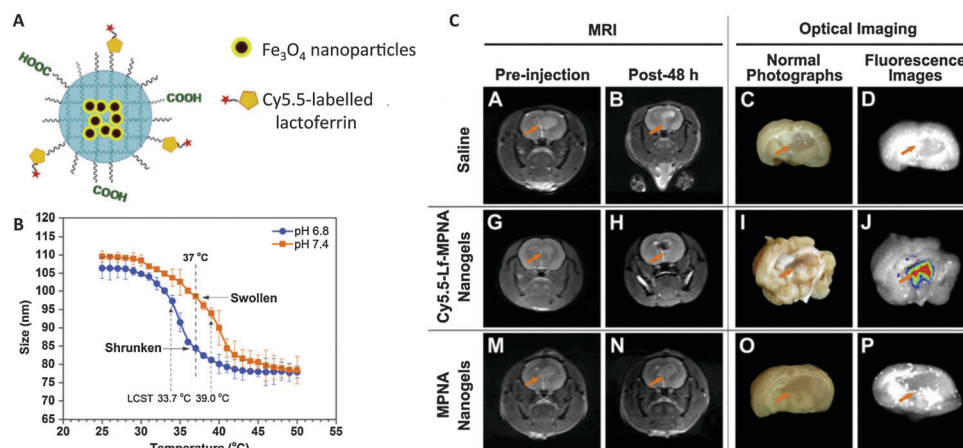 A
HOOC
COOH
COOH
Fe3O4 nanoparticles
Cy5.5-labelled
lactoferrin
B
120
115
110
105
100
95
90
85
80
75
70
65
Size (nm)
pH 6.8
pH 7.4
37 °C
Swollen
Shrunken
LCST 33.7 °C 39.0 °C
20 25 30 35 40 45 50 55
Temperature (°C)
C
MRI
Optical Imaging
Pre-injection
Post-48 h
Normal
Photographs
Fluorescence
Images
Saline
A
B
C
D
Cy5.5-Lf-MPNA
Nanogels
G
H
I
J
MPNA
Nanogels
M
N
O
P